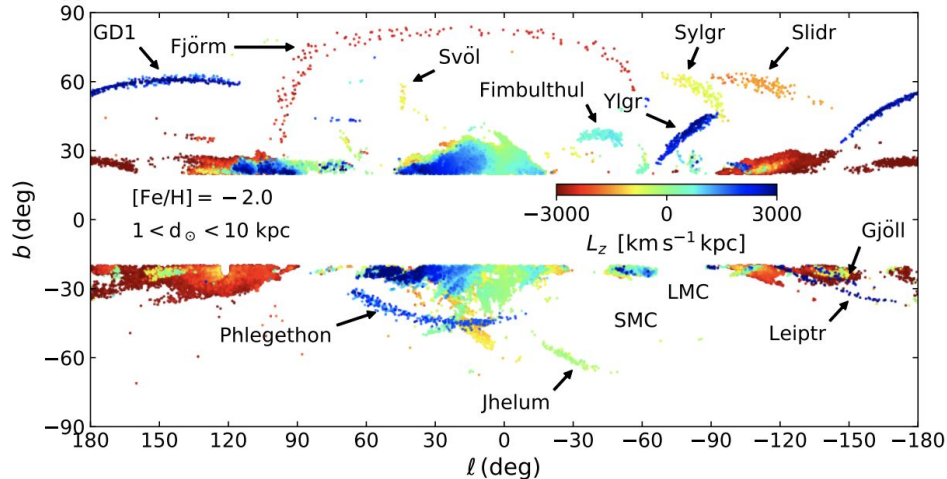 GD1
Fjörm
Svöl
Sylgr
Slidr
Fimbulthul
Ylgr
[Fe/H] = −2.0
1 < d⊙ < 10 kpc
−3000 0 3000
L_z [km s⁻¹ kpc]
Gjöll
LMC
SMC
Phlegethon
Leiptr
Jhelum
90
60
30
0
−30
−60
−90
b (deg)
180 150 120 90 60 30 0 −30 −60 −90 −120 −150 −180
ℓ (deg)